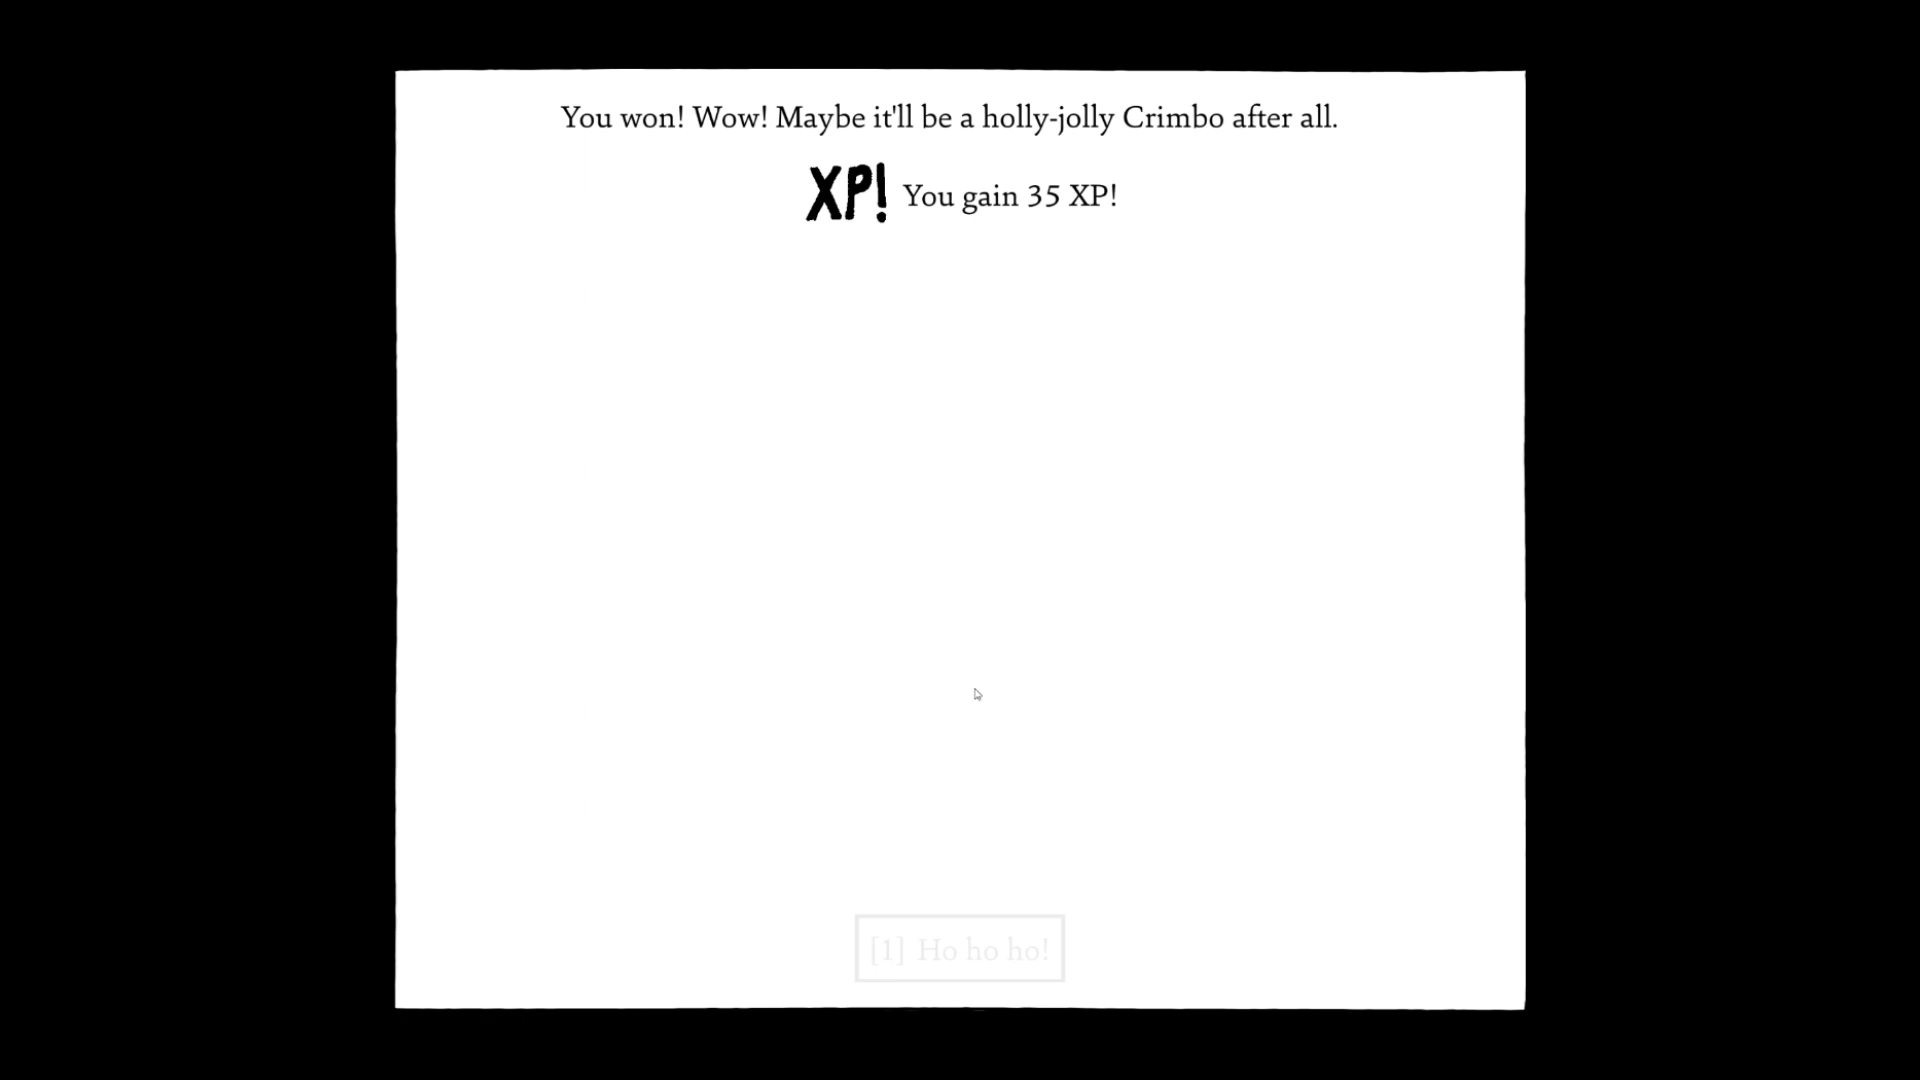 You won! Wow! Maybe it'll be a holly-jolly Crimbo after all.
XP! You gain 35 XP!
[1] Ho ho ho!